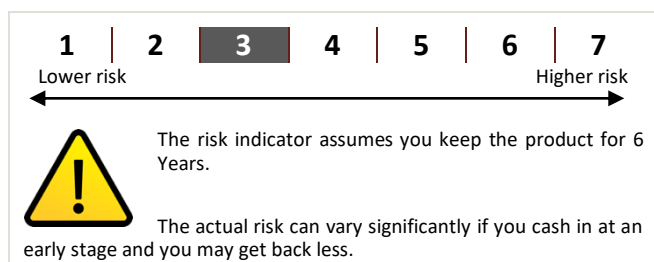 1 2 3 4 5 6 7
Lower risk Higher risk
The risk indicator assumes you keep the product for 6
Years.
The actual risk can vary significantly if you cash in at an
early stage and you may get back less.